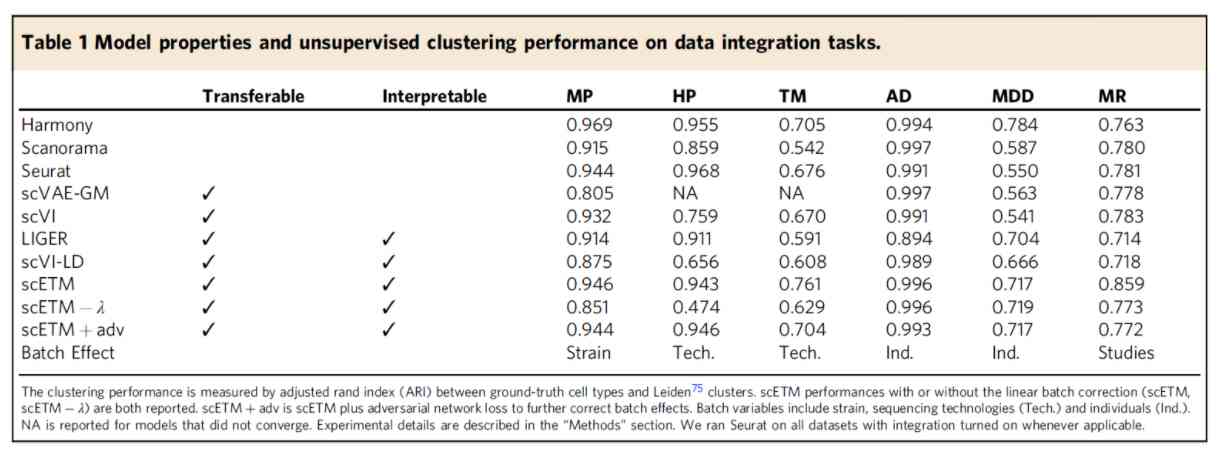 Table 1 Model properties and unsupervised clustering performance on data integration tasks.
Transferable Interpretable MP HP TM AD MDD MR
Harmony 0.969 0.955 0.705 0.994 0.784 0.763
Scanorama 0.915 0.859 0.542 0.997 0.587 0.780
Seurat 0.944 0.968 0.676 0.991 0.550 0.781
scVAE-GM ✓ 0.805 NA NA 0.997 0.563 0.778
scVI ✓ 0.932 0.759 0.670 0.991 0.541 0.783
LIGER ✓ ✓ 0.914 0.911 0.591 0.894 0.704 0.714
scVI-LD ✓ ✓ 0.875 0.656 0.608 0.989 0.666 0.718
scETM ✓ ✓ 0.946 0.943 0.761 0.996 0.717 0.859
scETM − λ ✓ ✓ 0.851 0.474 0.629 0.996 0.719 0.773
scETM + adv ✓ ✓ 0.944 0.946 0.704 0.993 0.717 0.772
Batch Effect Strain Tech. Tech. Ind. Ind. Studies
The clustering performance is measured by adjusted rand index (ARI) between ground-truth cell types and Leiden75 clusters. scETM performances with or without the linear batch correction (scETM,
scETM − λ) are both reported. scETM + adv is scETM plus adversarial network loss to further correct batch effects. Batch variables include strain, sequencing technologies (Tech.) and individuals (Ind.).
NA is reported for models that did not converge. Experimental details are described in the “Methods” section. We ran Seurat on all datasets with integration turned on whenever applicable.